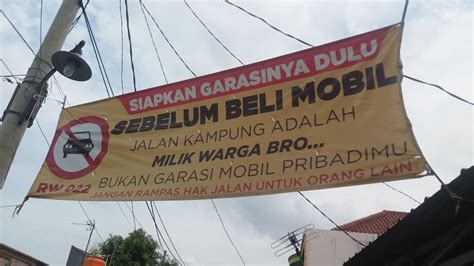 SIAPKAN GARASINYA DULU
SEBELUM BELI MOBIL
JALAN KAMPUNG ADALAH
MILIK WARGA BRO...
BUKAN GARASI MOBIL PRIBADIMU
JANGAN RAMPAS HAK JALAN UNTUK ORANG LAIN
RW 022